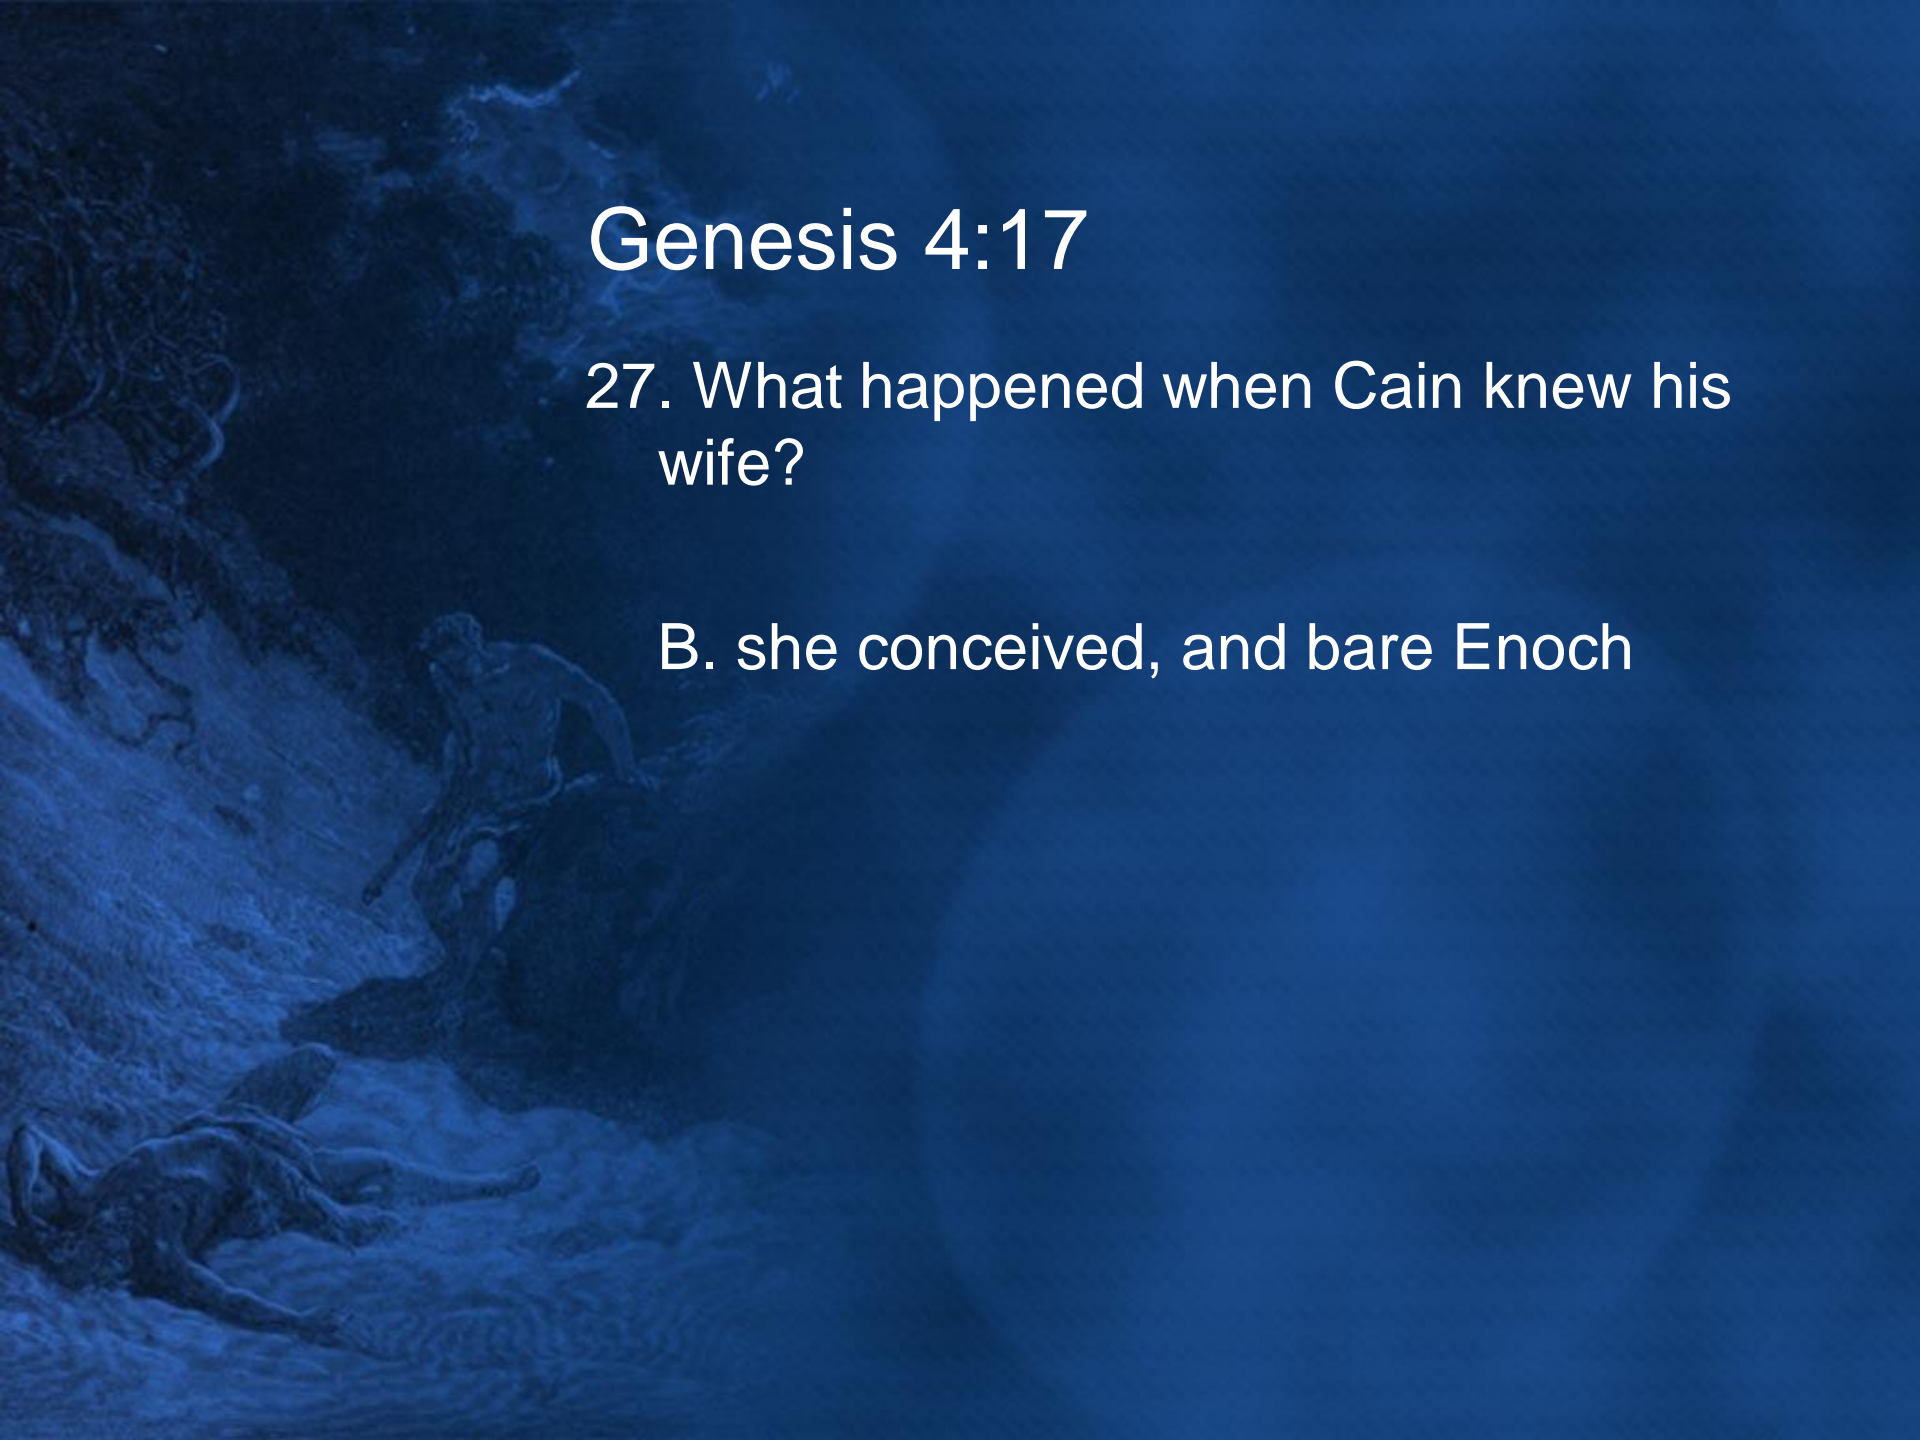 Genesis 4:17
27. What happened when Cain knew his
wife?
B. she conceived, and bare Enoch